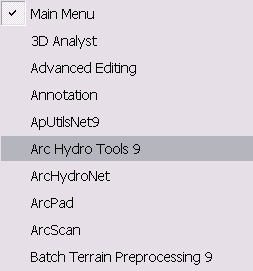 Main Menu
3D Analyst
Advanced Editing
Annotation
ApUtilsNet9
Arc Hydro Tools 9
ArcHydroNet
ArcPad
ArcScan
Batch Terrain Preprocessing 9